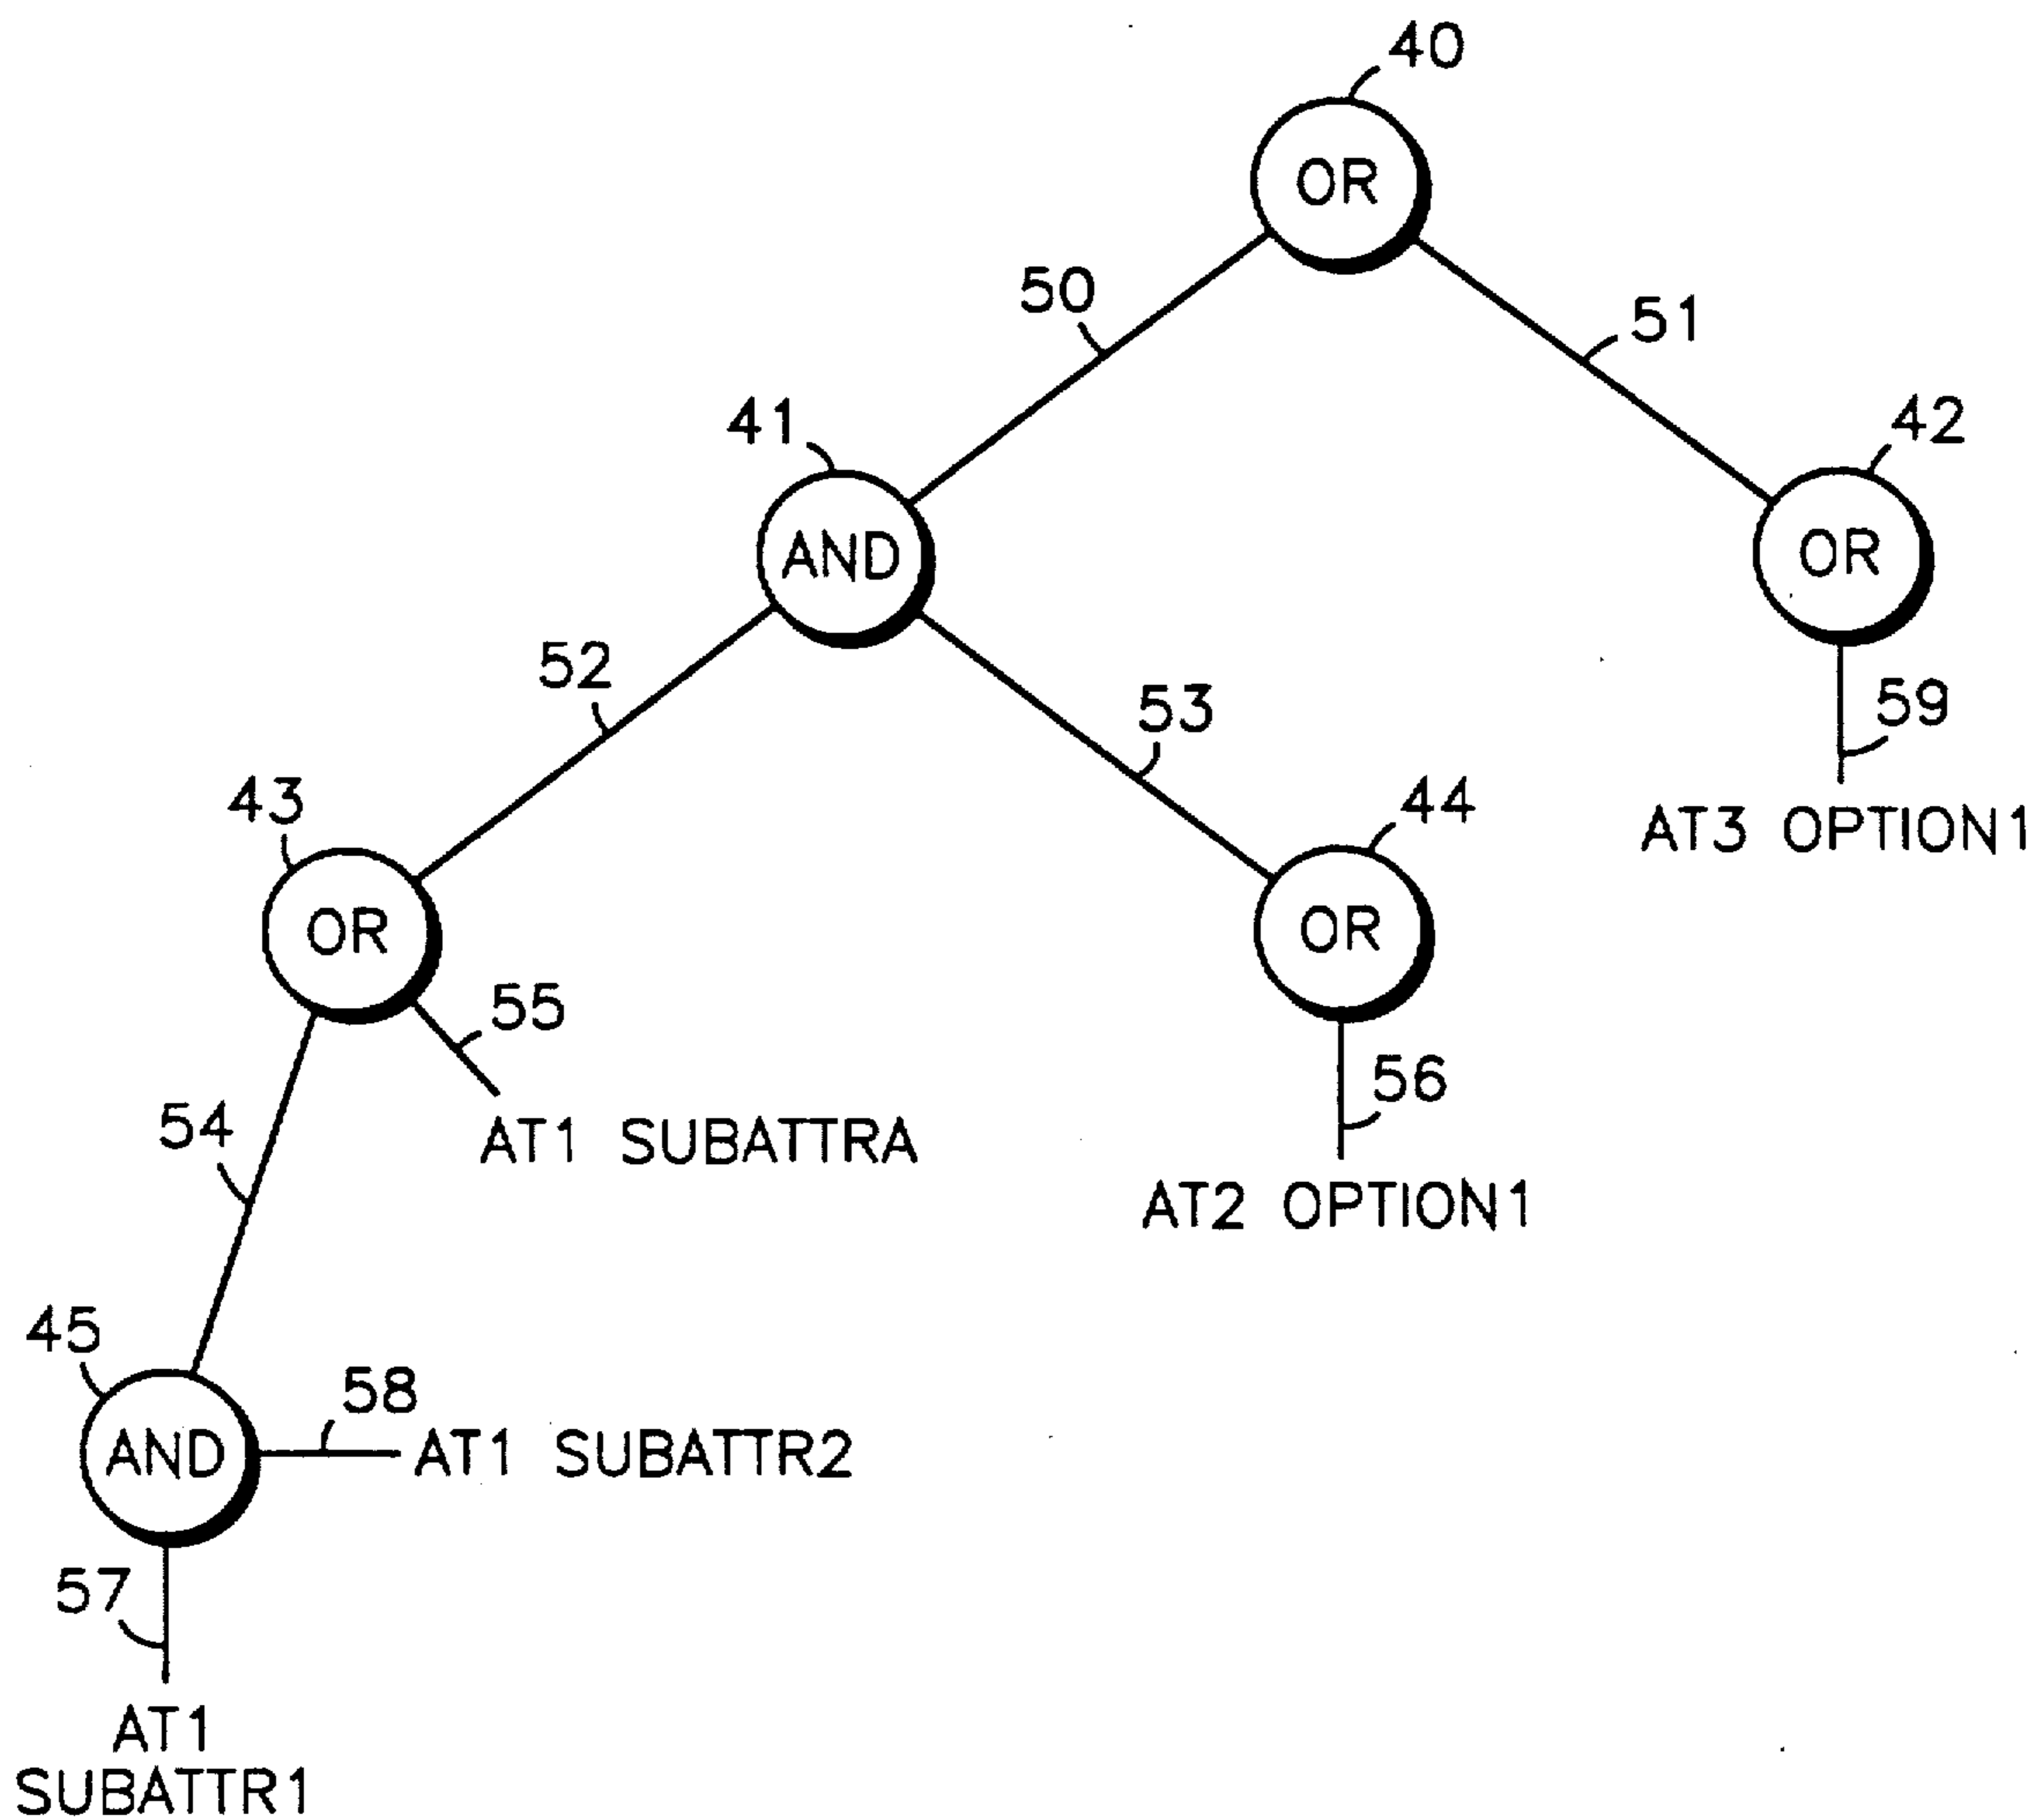 40
OR
50
51
41
42
AND
OR
52
53
59
43
44
AT3 OPTION1
OR
OR
55
56
54
AT1 SUBATTRA
AT2 OPTION1
45
58
AND
AT1 SUBATTR2
57
AT1
SUBATTR1